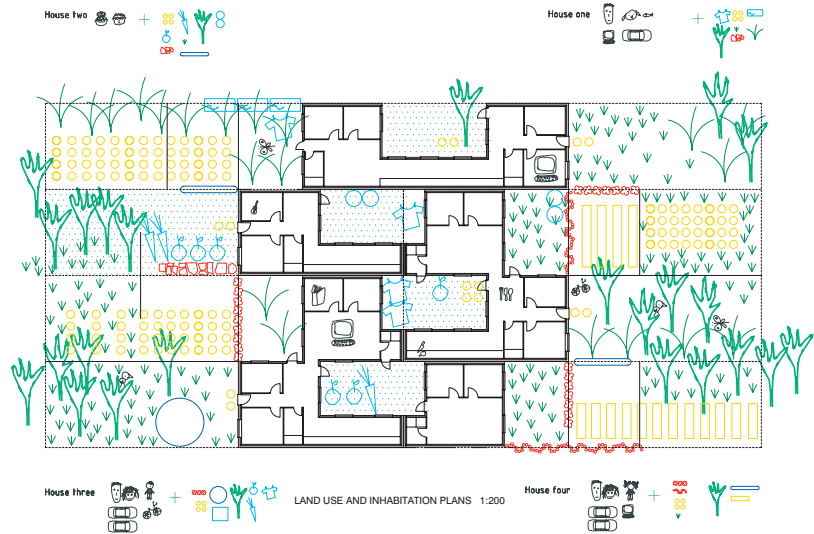 House two
House one
House three
LAND USE AND INHABITATION PLANS 1:200
House four